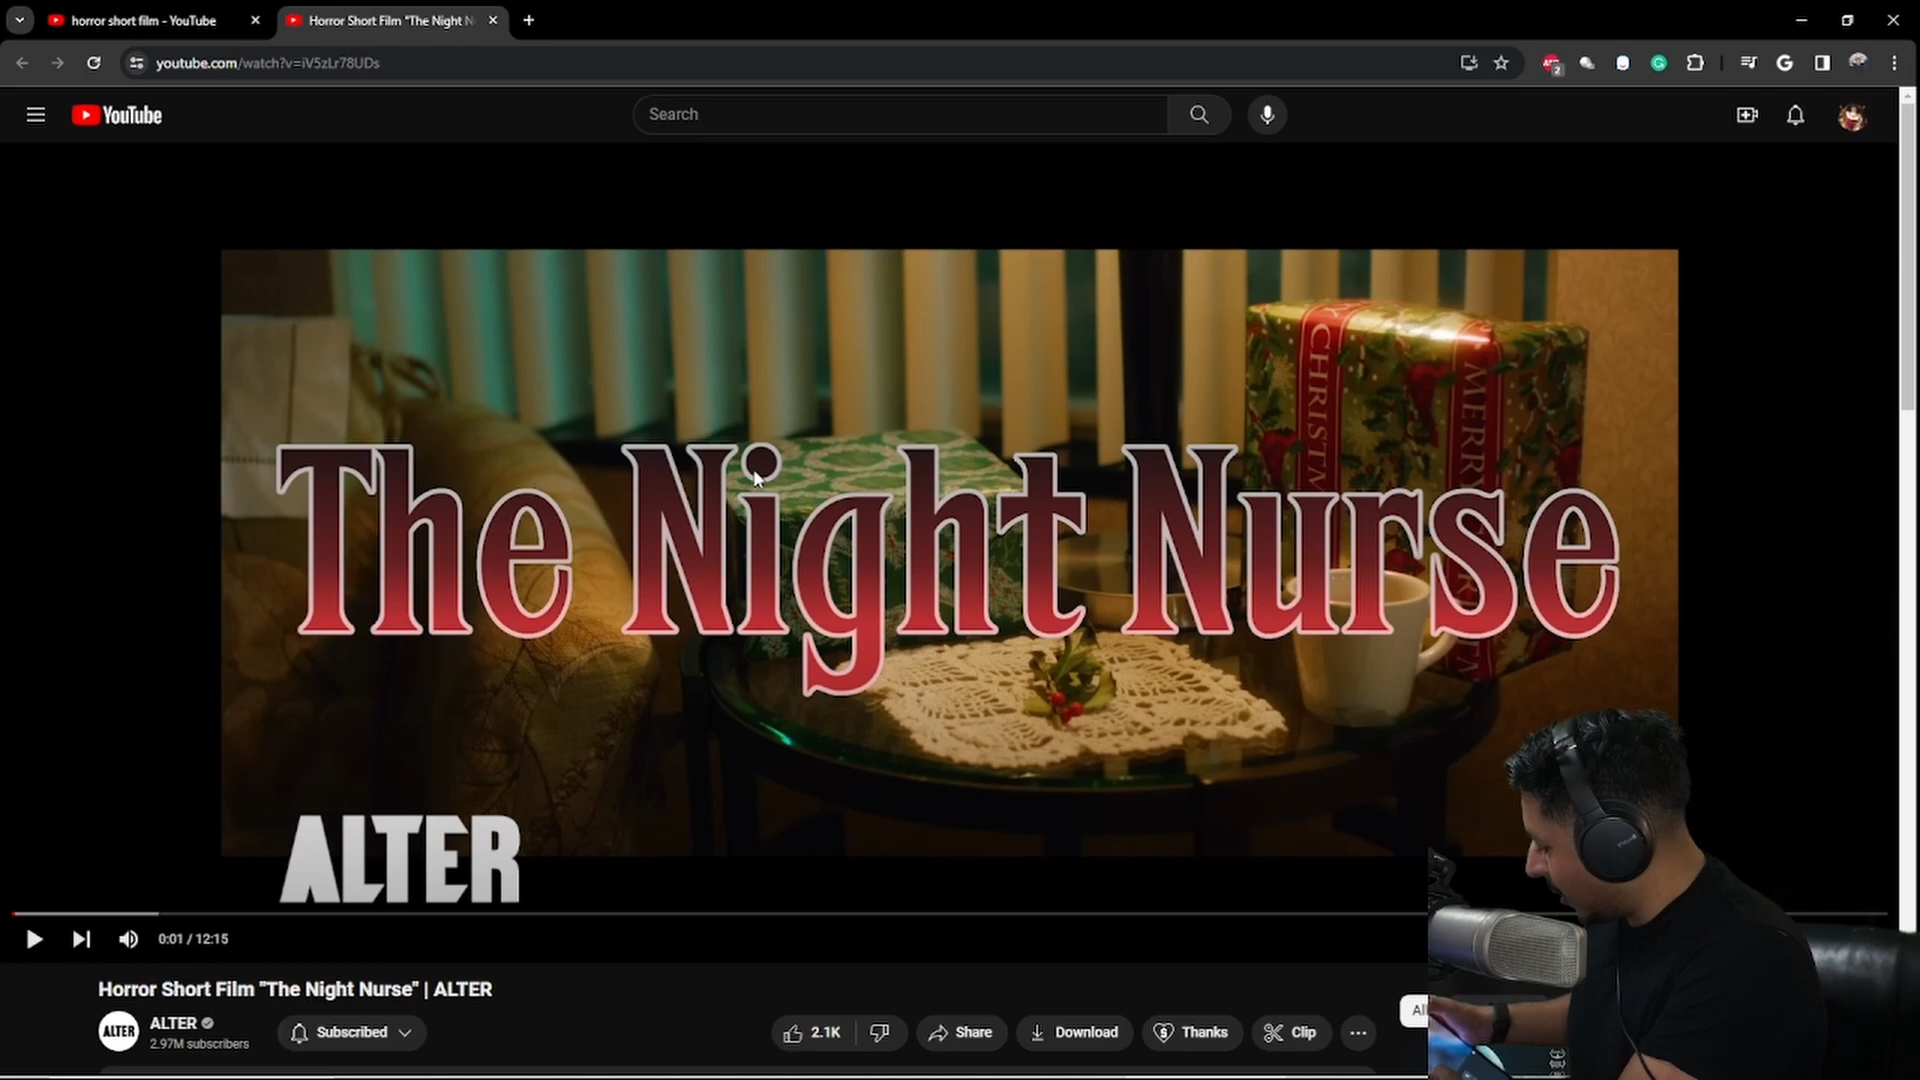 horror short film - YouTube
Horror Short Film "The Night N
youtube.com/watch?v=iV5zLr78UDs
2
YouTube
Search
CHRISTM
MERRY
The Night Nurse
ALTER
0:01 / 12:15
Horror Short Film "The Night Nurse" | ALTER
ALTER
ALTER
2.97M subscribers
Subscribed
2.1K
Share
Download
Thanks
Clip
All